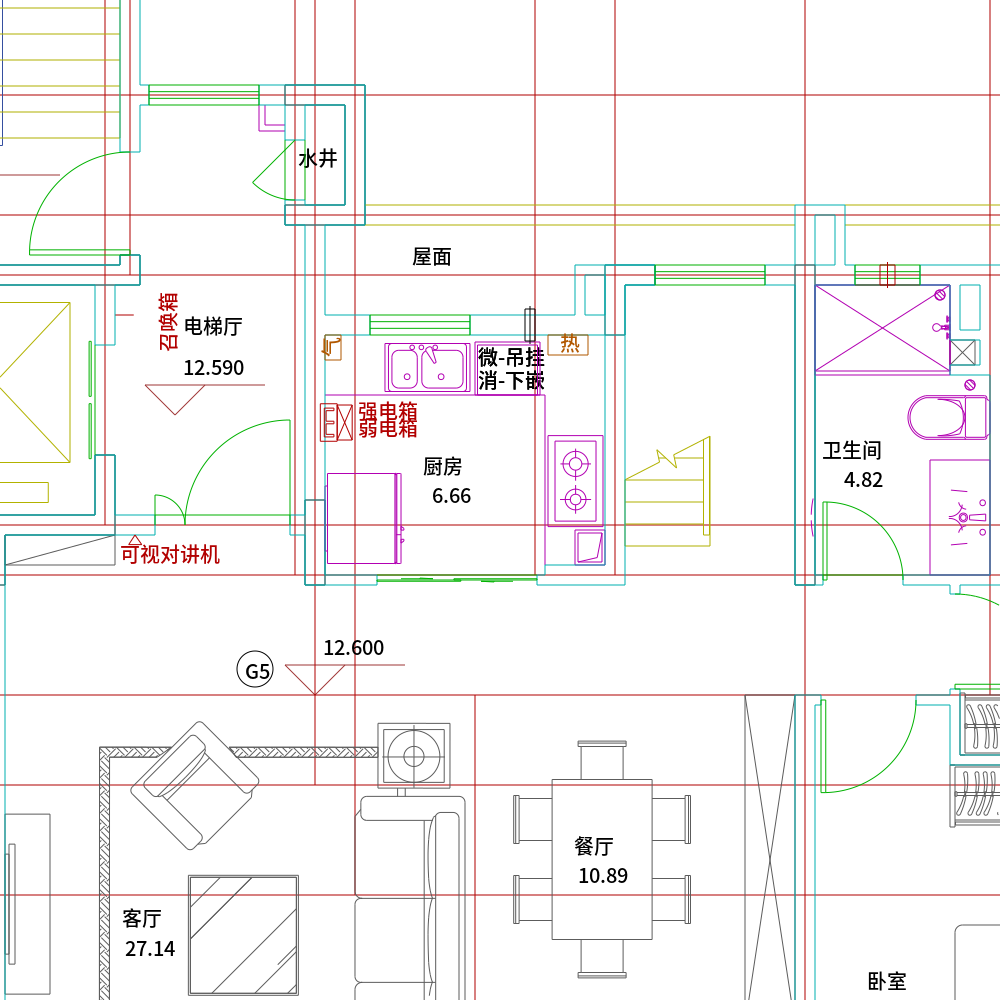 水井
屋面
召唤箱
电梯厅
12.590
气
热
微-吊挂
消-下嵌
强电箱
弱电箱
厨房
6.66
卫生间
4.82
可视对讲机
12.600
G5
餐厅
10.89
客厅
27.14
卧室